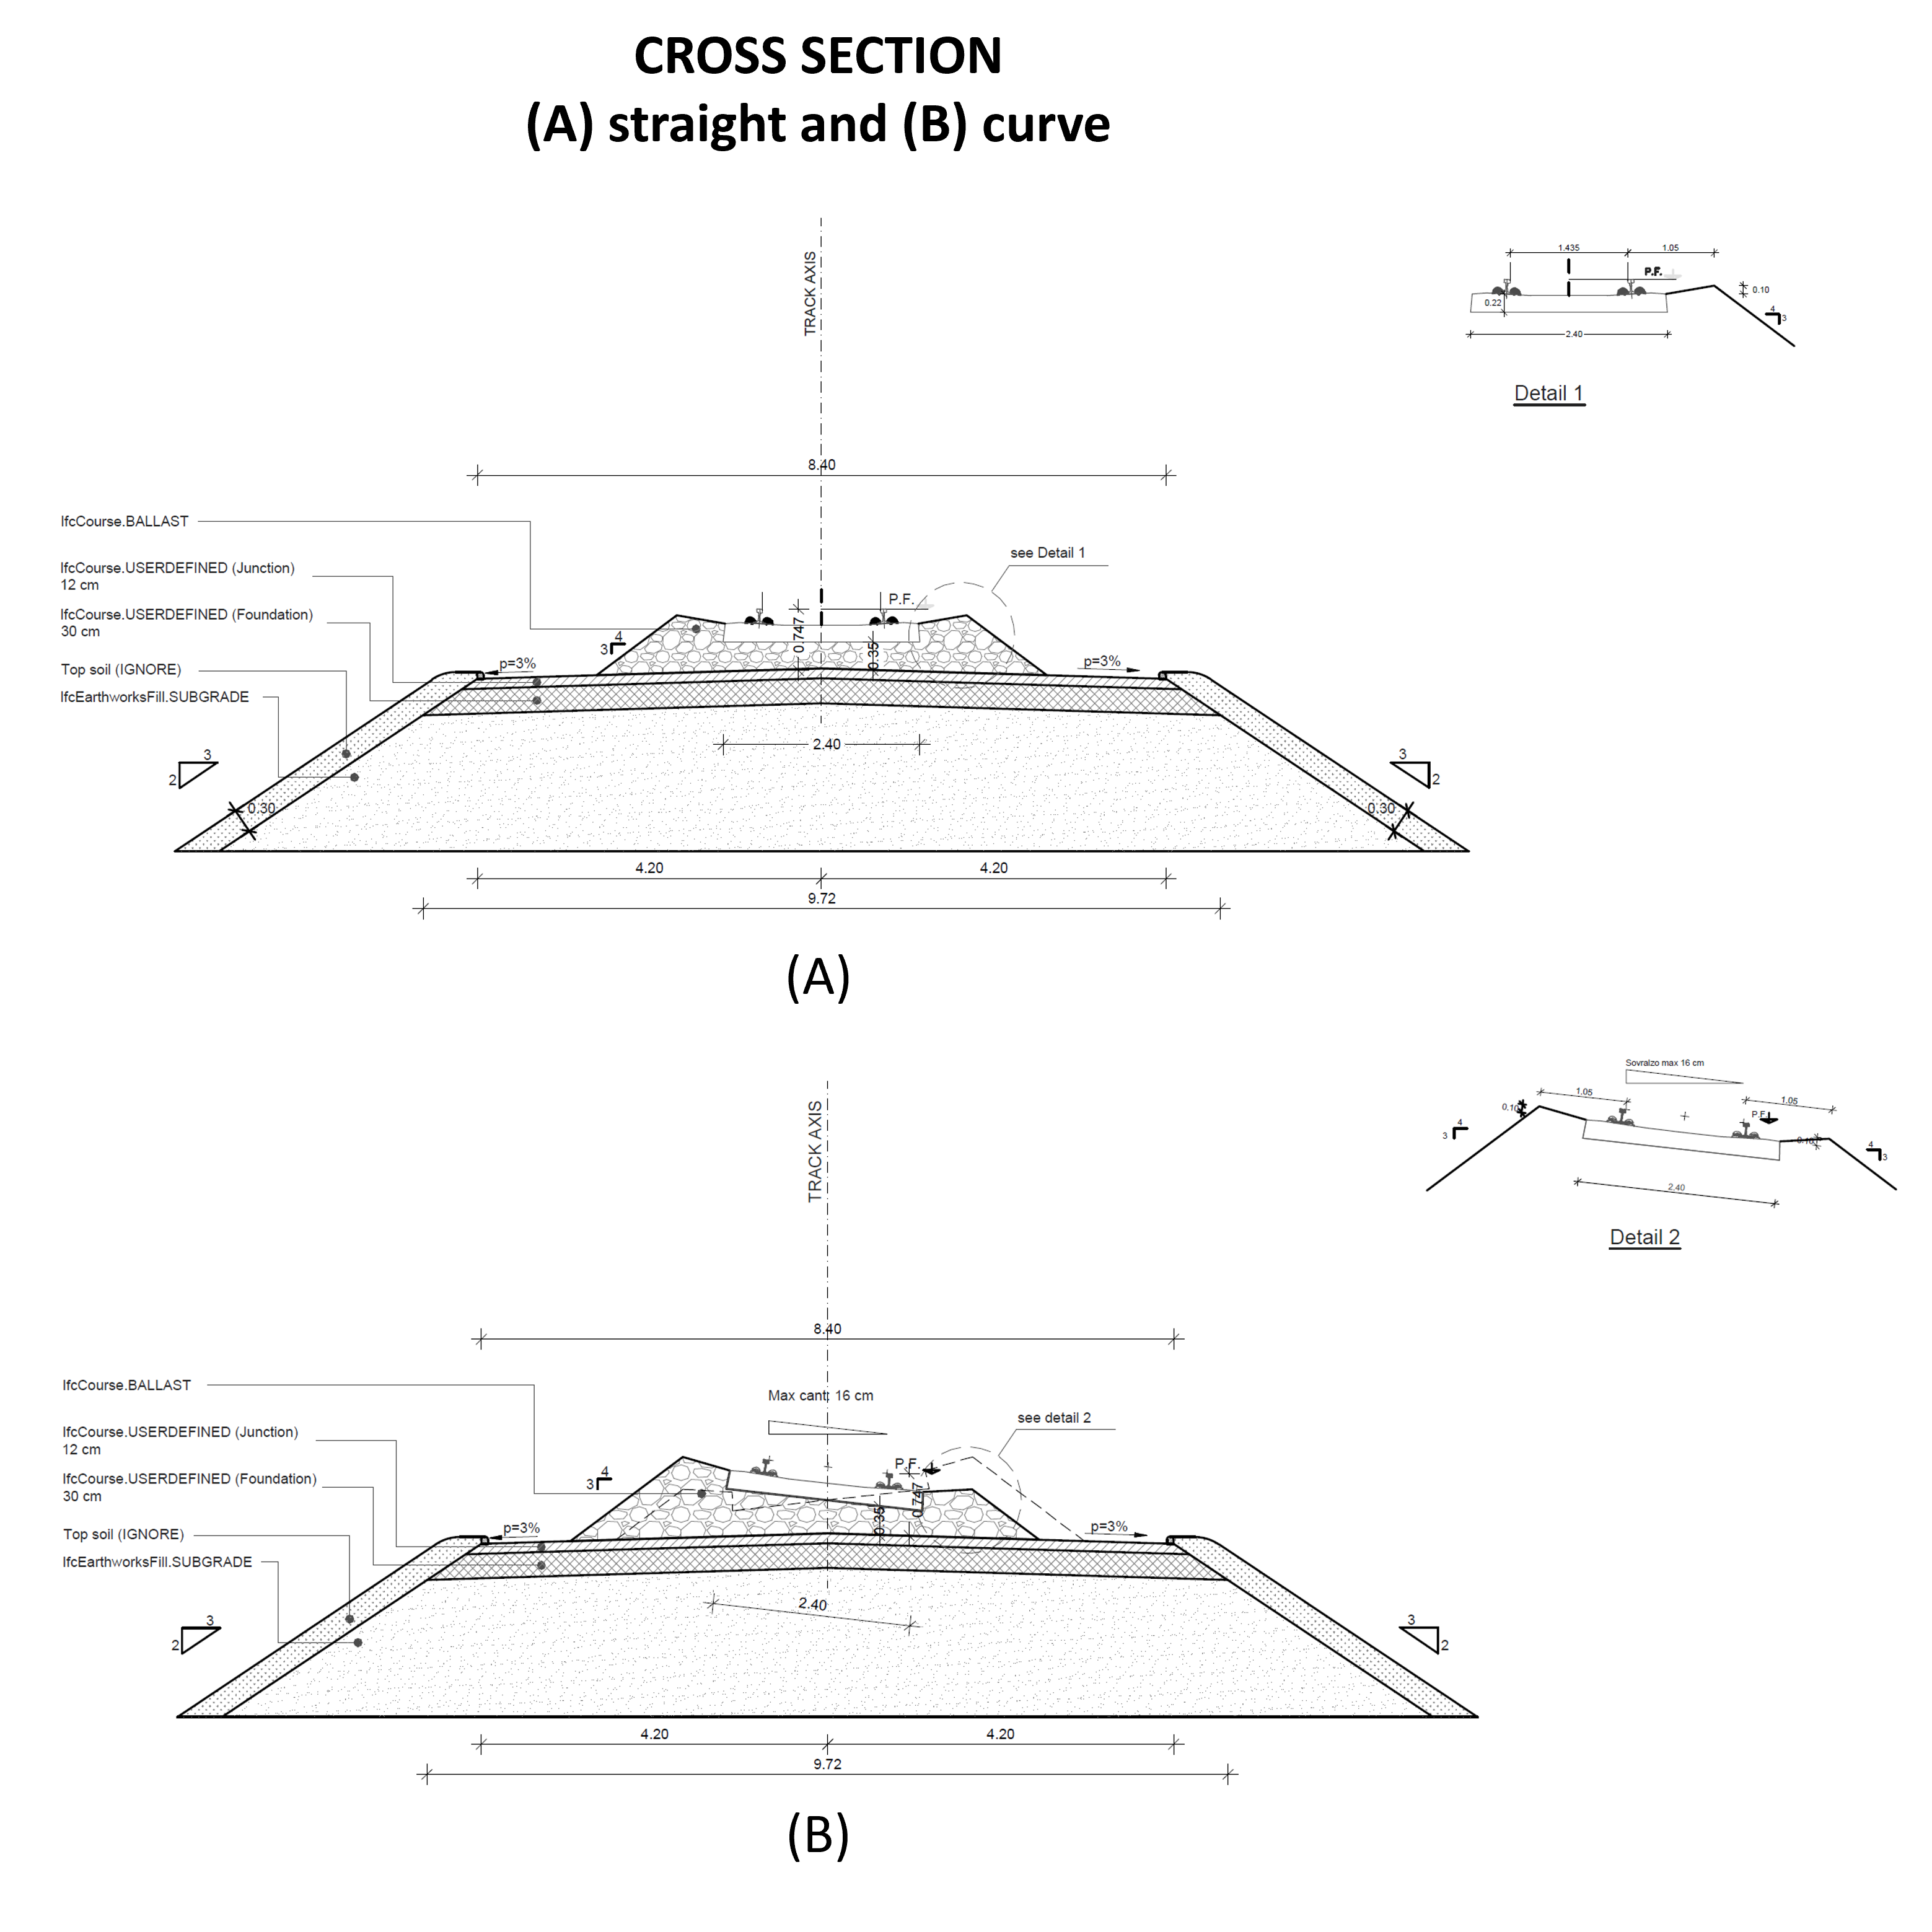 CROSS SECTION
(A) straight and (B) curve
TRACK AXIS
1.435
1.05
P.F.
0.10
0.22
4
3
2.40
Detail 1
8.40
IfcCourse.BALLAST
see Detail 1
IfcCourse.USERDEFINED (Junction)
12 cm
IfcCourse.USERDEFINED (Foundation)
30 cm
P.F.
0.747
0.35
4
3
p=3%
p=3%
Top soil (IGNORE)
IfcEarthworksFill.SUBGRADE
2.40
3
2
3
2
0.30
0.30
4.20
4.20
9.72
(A)
TRACK AXIS
Sovralzo max 16 cm
1.05
1.05
0.10
P.F.
0.10
4
3
4
3
2.40
Detail 2
8.40
IfcCourse.BALLAST
Max cant. 16 cm
see detail 2
IfcCourse.USERDEFINED (Junction)
12 cm
IfcCourse.USERDEFINED (Foundation)
30 cm
P.F.
0.747
0.35
4
3
p=3%
p=3%
Top soil (IGNORE)
IfcEarthworksFill.SUBGRADE
2.40
3
2
3
2
4.20
4.20
9.72
(B)